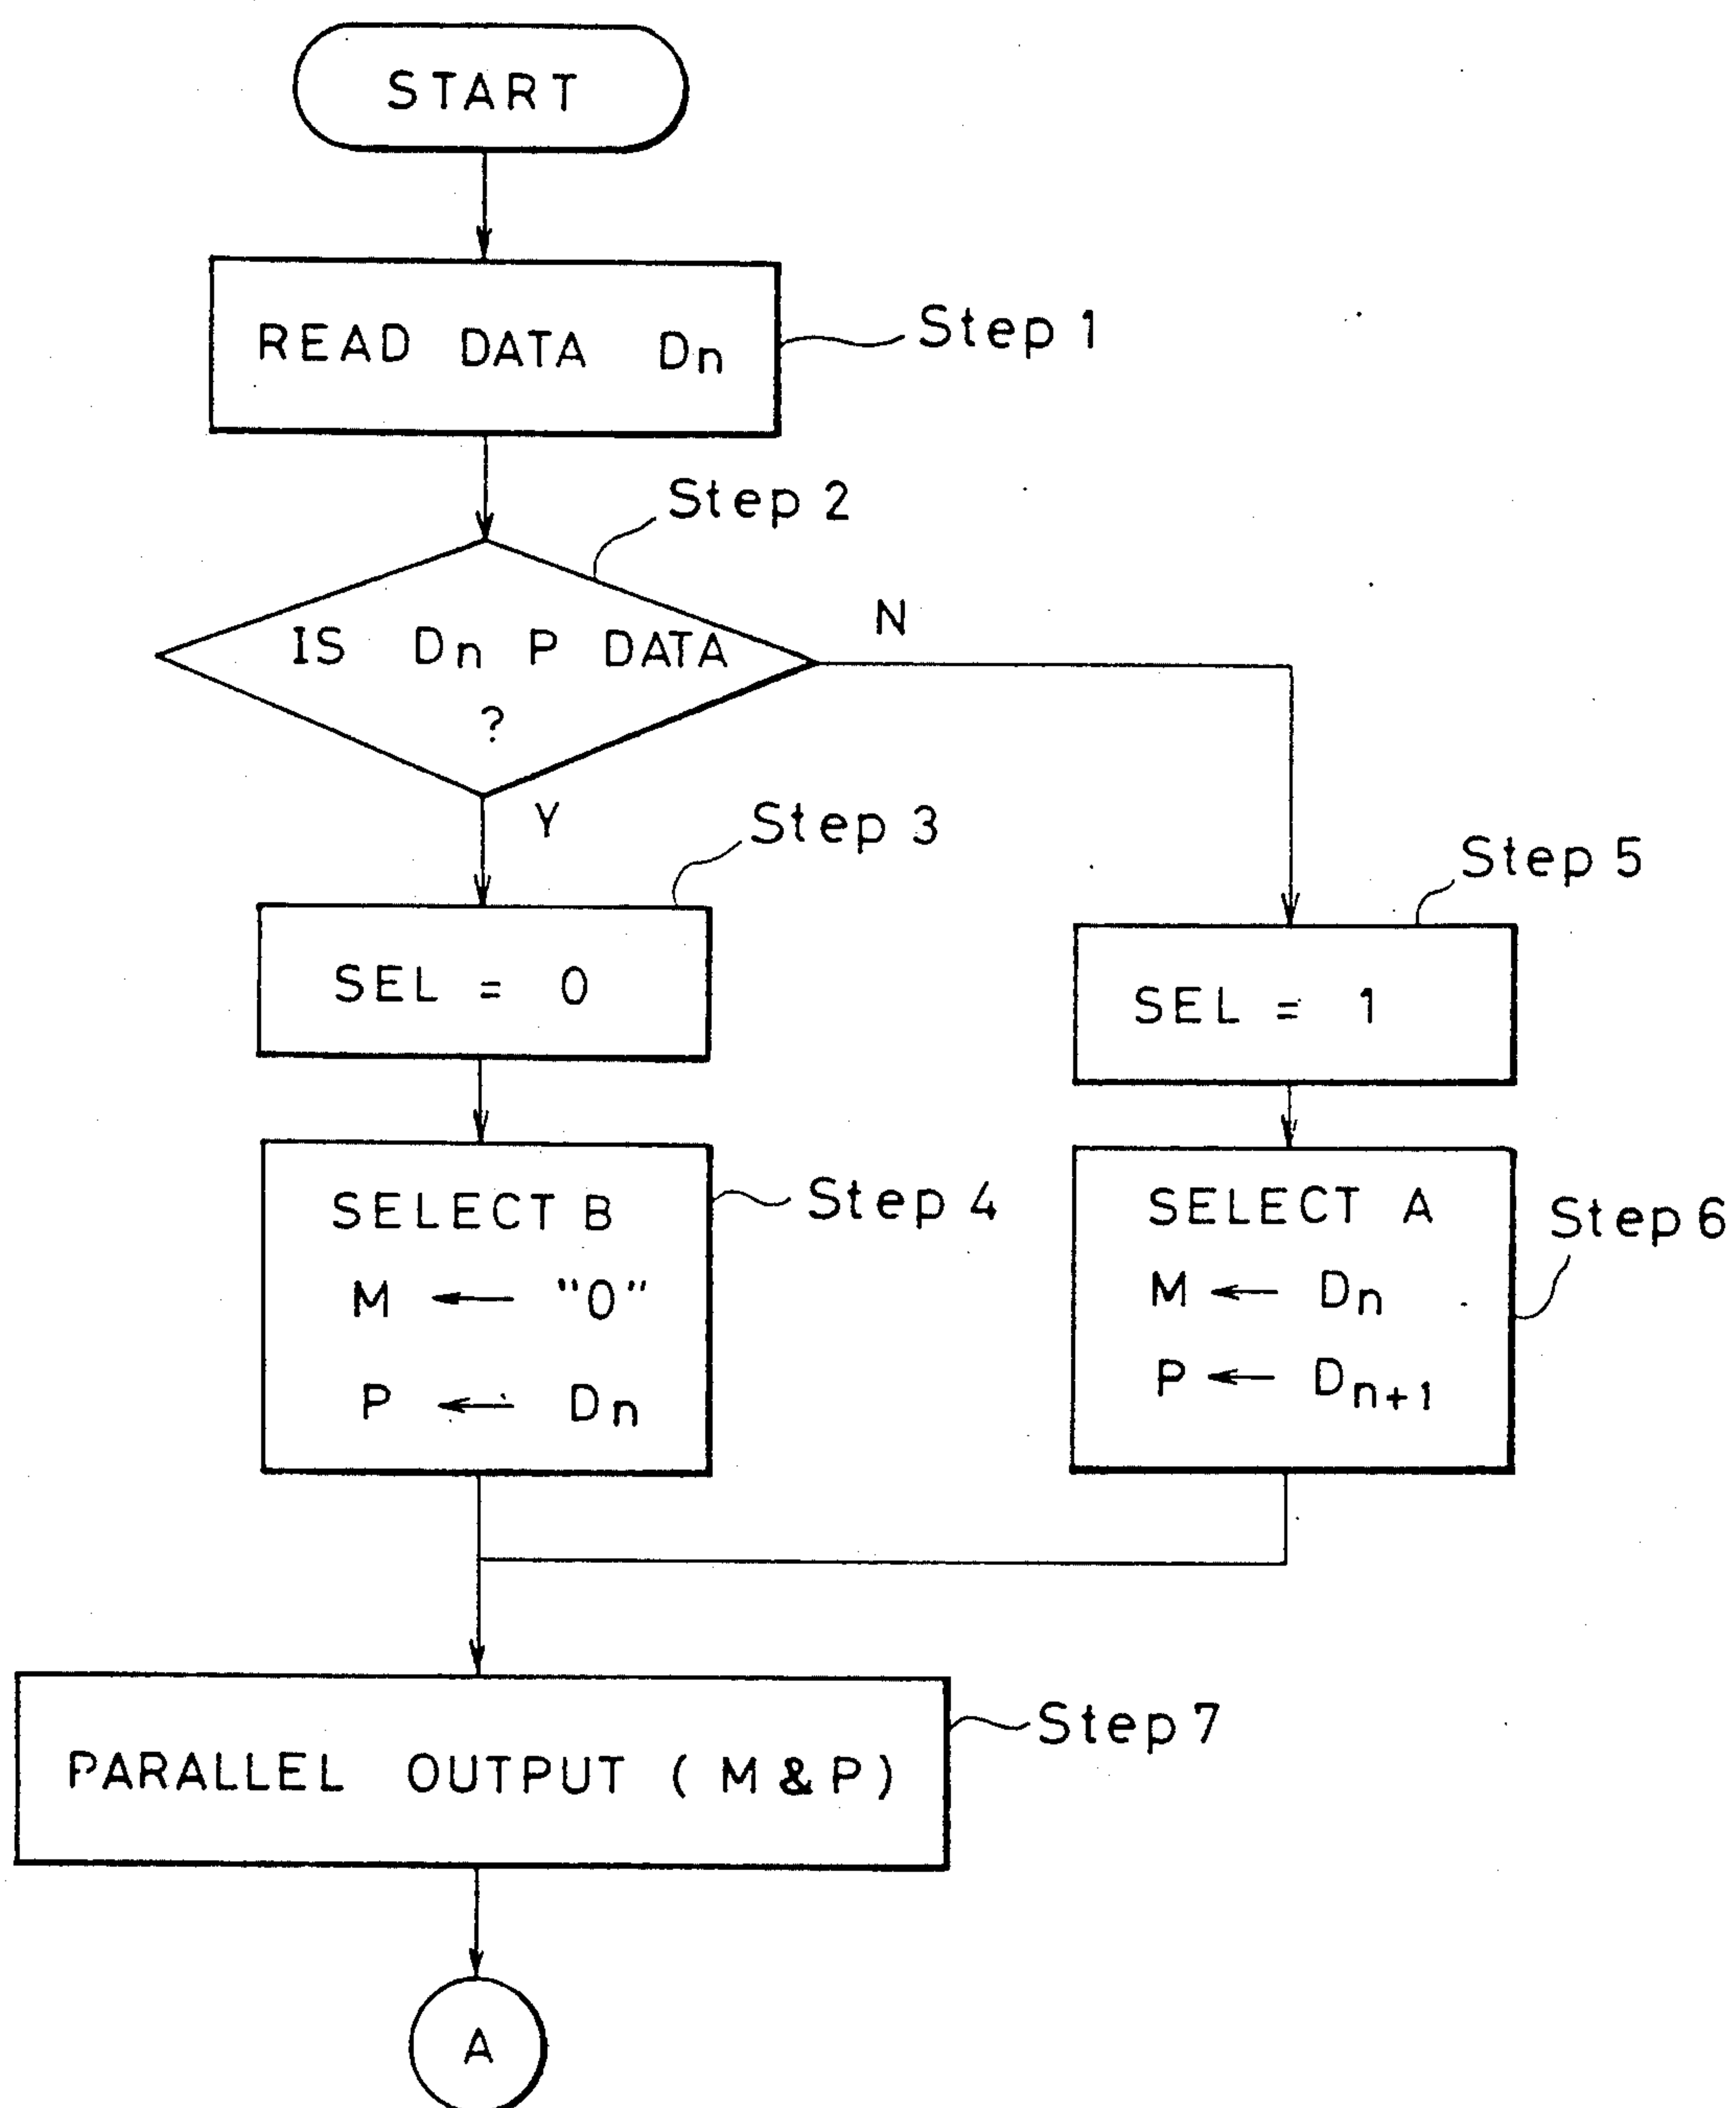 START
READ DATA Dn
Step 1
Step 2
IS Dn P DATA
?
N
Y
Step 3
SEL = 0
Step 5
SEL = 1
SELECT B
M ← "0"
P ← Dn
Step 4
SELECT A
M ← Dn
P ← Dn+1
Step 6
PARALLEL OUTPUT (M & P)
Step 7
A